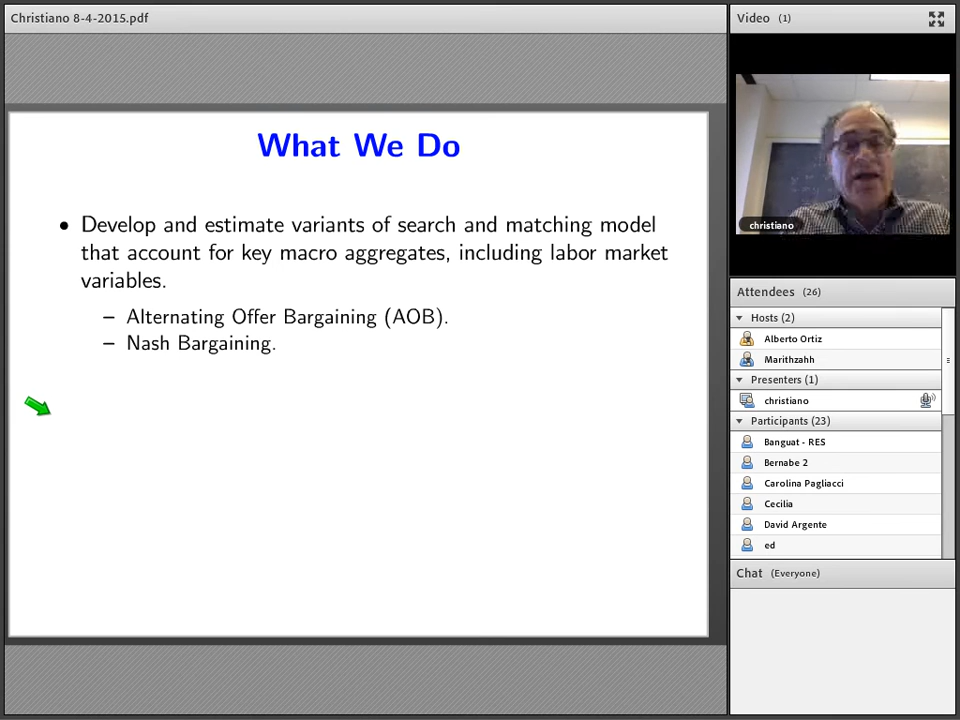 Christiano 8-4-2015.pdf
What We Do
• Develop and estimate variants of search and matching model
that account for key macro aggregates, including labor market
variables.
– Alternating Offer Bargaining (AOB).
– Nash Bargaining.
Video (1)
christiano
Attendees (26)
Hosts (2)
Alberto Ortiz
Marithzahh
Presenters (1)
christiano
Participants (23)
Banguat - RES
Bernabe 2
Carolina Pagliacci
Cecilia
David Argente
ed
Chat (Everyone)